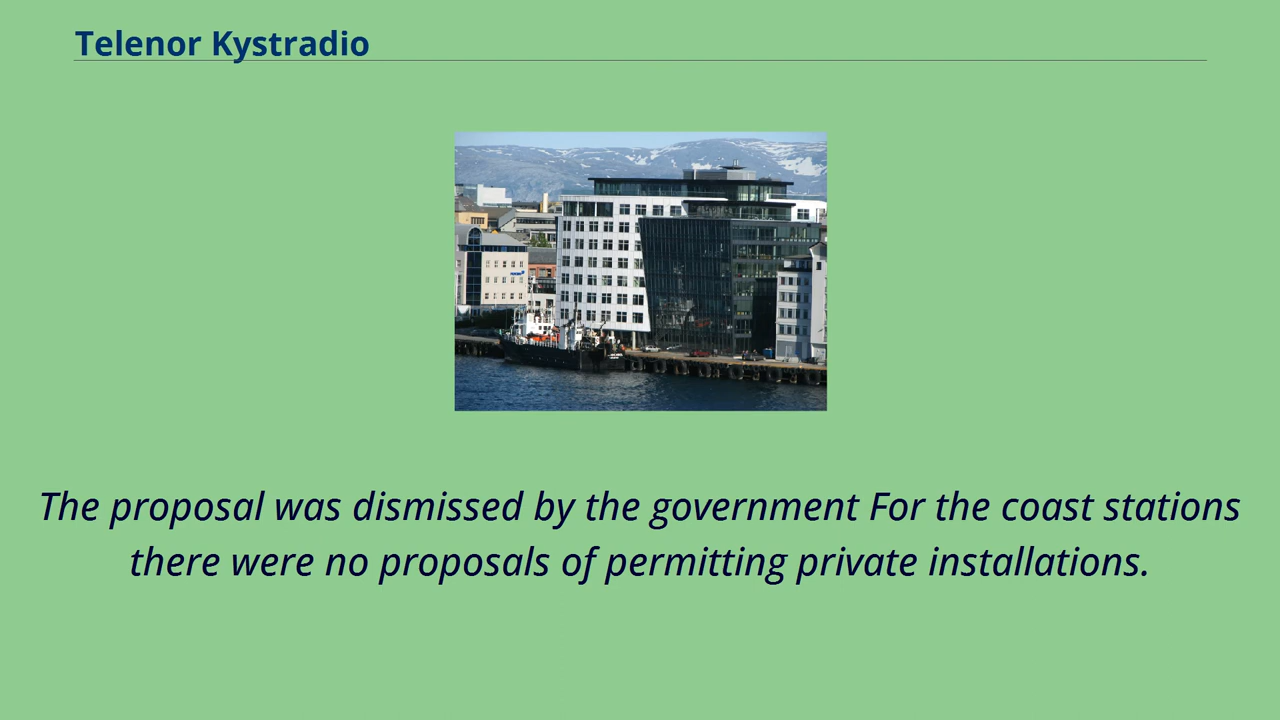 Telenor Kystradio
The proposal was dismissed by the government For the coast stations
there were no proposals of permitting private installations.